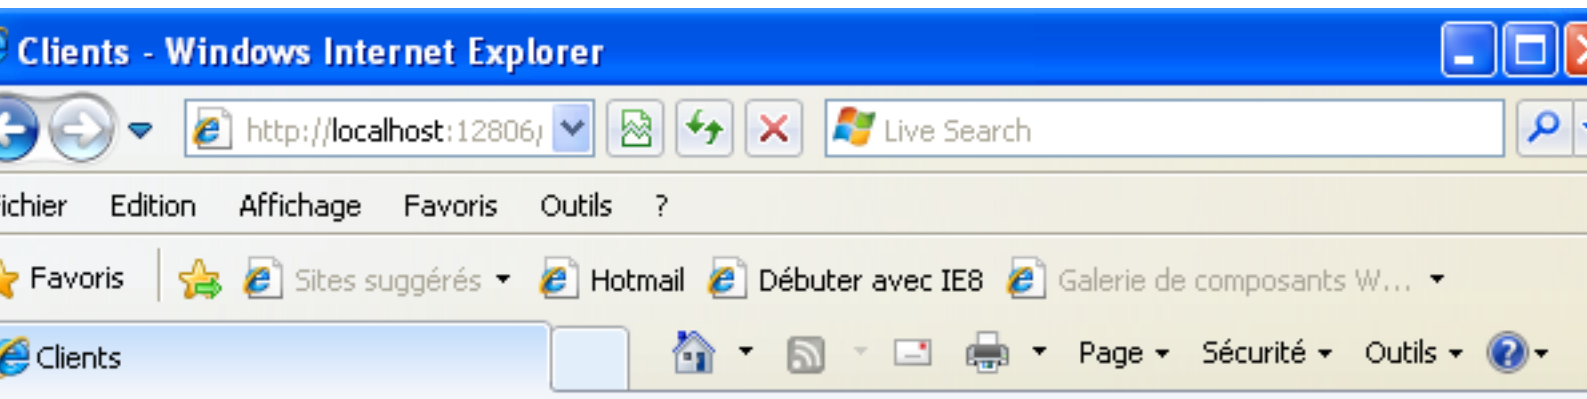 Clients - Windows Internet Explorer
http://localhost:12806/ Live Search
ichier Edition Affichage Favoris Outils ?
Favoris Sites suggérés Hotmail Débuter avec IE8 Galerie de composants W...
Clients Page Sécurité Outils